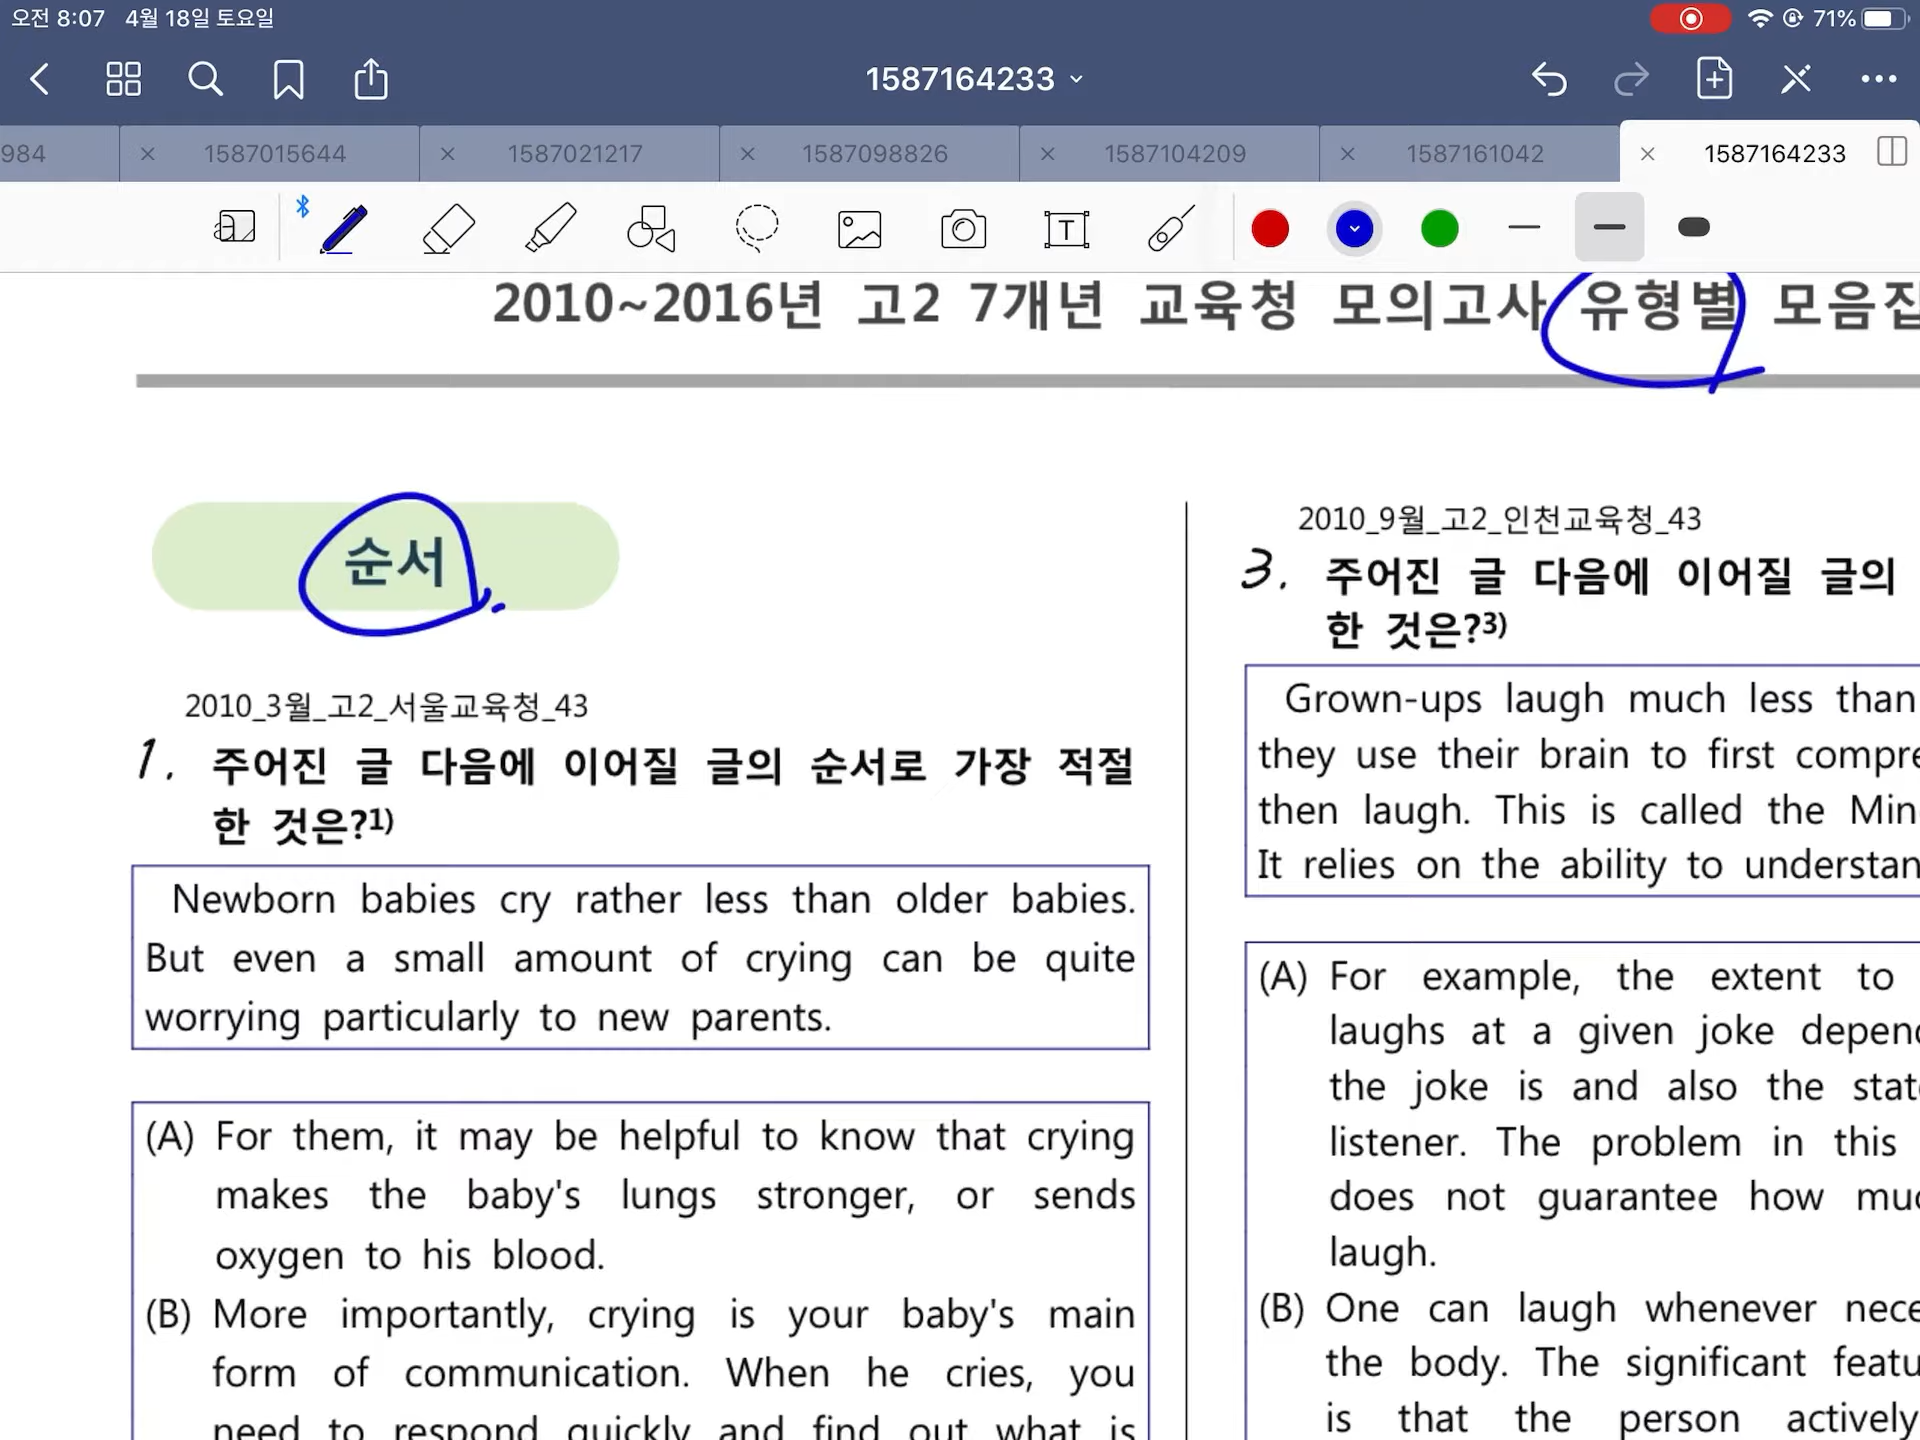 오전 8:07 4월 18일 토요일
71%
1587164233
984
1587015644
1587021217
1587098826
1587104209
1587161042
1587164233
2010~2016년 고2 7개년 교육청 모의고사 유형별 모음집
순서
2010_3월_고2_서울교육청_43
1. 주어진 글 다음에 이어질 글의 순서로 가장 적절
한 것은?1)
Newborn babies cry rather less than older babies.
But even a small amount of crying can be quite
worrying particularly to new parents.
(A) For them, it may be helpful to know that crying
makes the baby's lungs stronger, or sends
oxygen to his blood.
(B) More importantly, crying is your baby's main
form of communication. When he cries, you
need to respond quickly and find out what is
2010_9월_고2_인천교육청_43
3. 주어진 글 다음에 이어질 글의
한 것은?3)
Grown-ups laugh much less than
they use their brain to first
then laugh. This is called the
It relies on the ability to
(A) For example, the extent to
laughs at a given joke
the joke is and also the
listener. The problem in this
does not guarantee how
laugh.
(B) One can laugh whenever
the body. The significant
is that the person actively